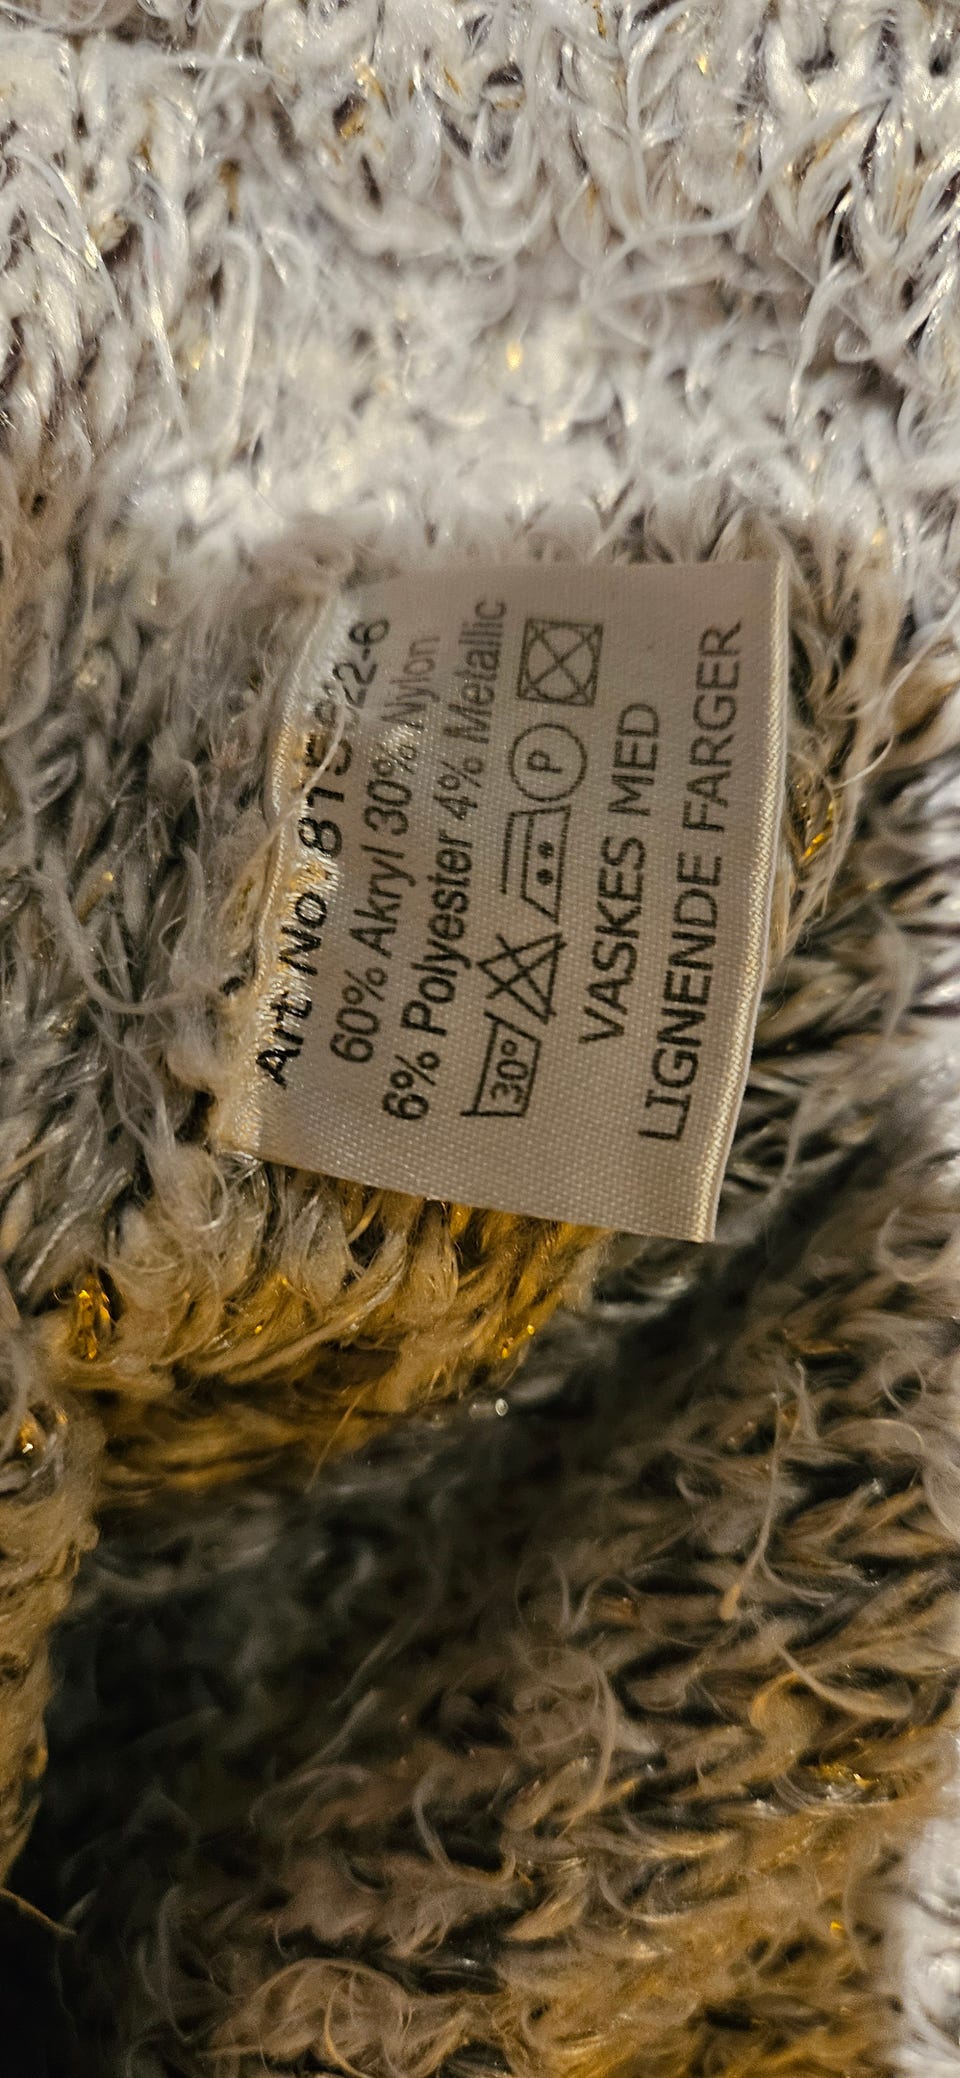 Art No.
60% Akryl 30% Nylon
6% Polyester 4% Metallic
30° P
VASKES MED
LIGNENDE FARGER